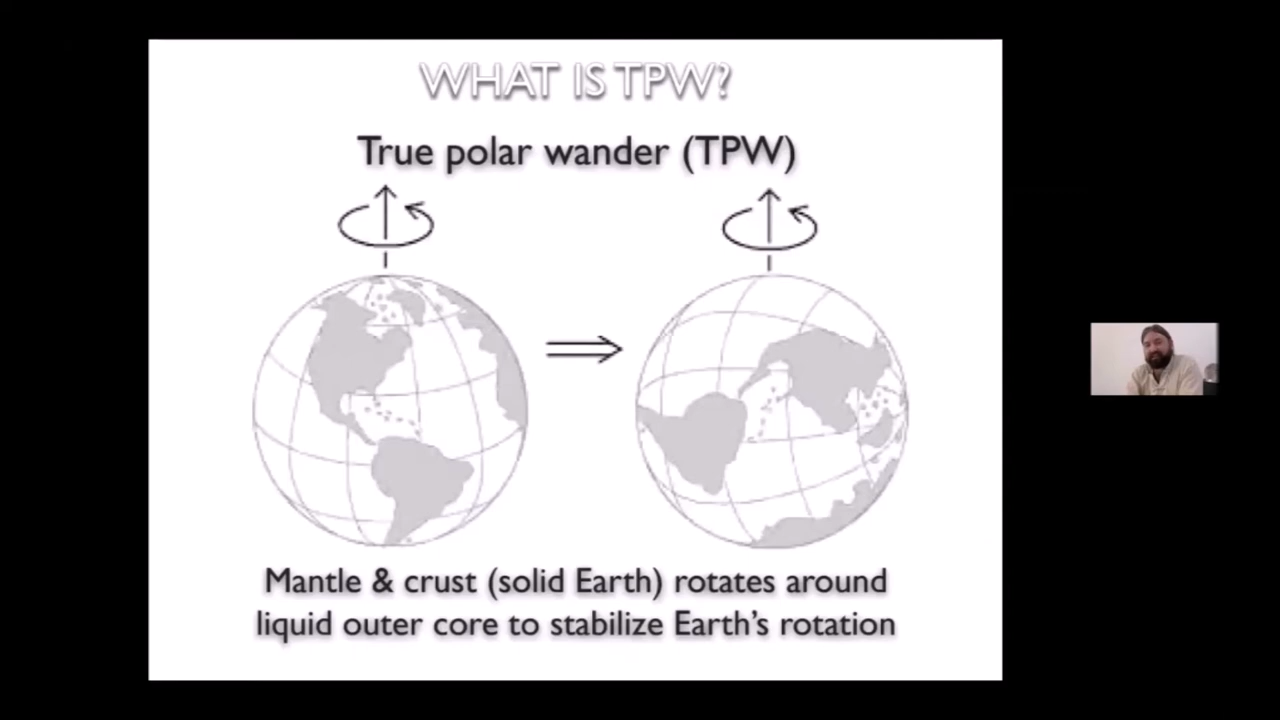 WHAT IS TPW?
True polar wander (TPW)
Mantle & crust (solid Earth) rotates around
liquid outer core to stabilize Earth's rotation